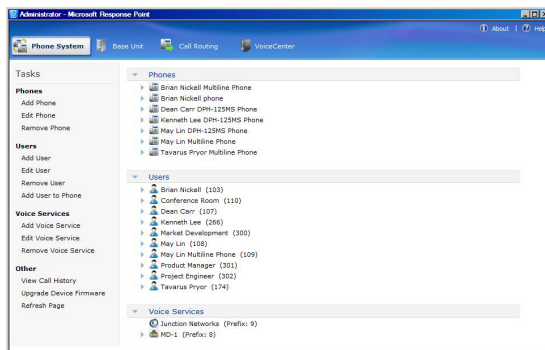 Administrator - Microsoft Response Point
About | Help
Phone System
Base Unit
Call Routing
VoiceCenter
Tasks
Phones
Add Phone
Edit Phone
Remove Phone
Users
Add User
Edit User
Remove User
Add User to Phone
Voice Services
Add Voice Service
Edit Voice Service
Remove Voice Service
Other
View Call History
Upgrade Device Firmware
Refresh Page
Phones
Brian Nickell Multiline Phone
Brian Nickell phone
Dean Carr DPH-125MS Phone
Kenneth Lee DPH-125MS Phone
May Lin DPH-125MS Phone
May Lin Multiline Phone
Tavarus Pryor Multiline Phone
Users
Brian Nickell (103)
Conference Room (110)
Dean Carr (107)
Kenneth Lee (266)
Market Development (300)
May Lin (108)
May Lin Multiline Phone (109)
Product Manager (301)
Project Engineer (302)
Tavarus Pryor (174)
Voice Services
Junction Networks (Prefix: 9)
MD-1 (Prefix: 8)